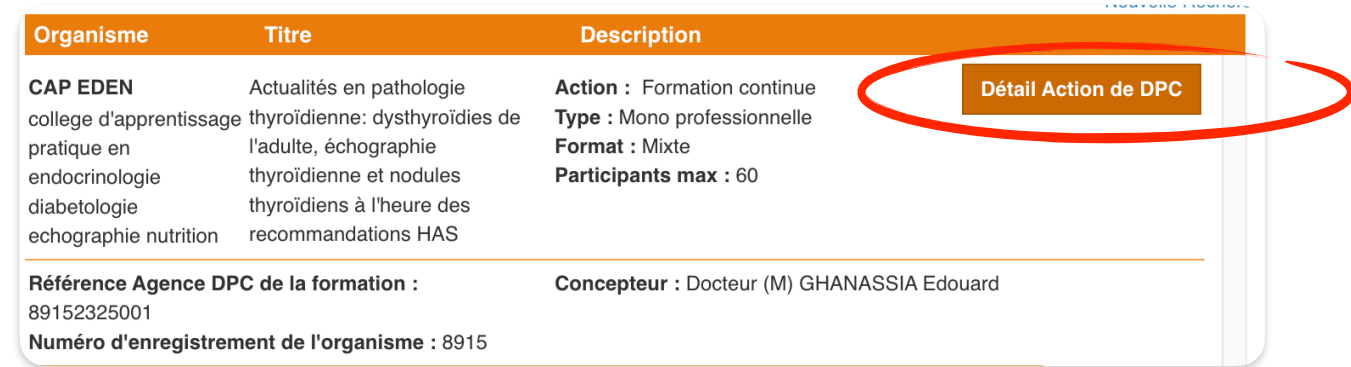 Organisme Titre Description
CAP EDEN
college d'apprentissage
pratique en
endocrinologie
diabetologie
echographie nutrition
Actualités en pathologie
thyroïdienne: dysthyroïdies de
l'adulte, échographie
thyroïdienne et nodules
thyroïdiens à l'heure des
recommandations HAS
Action : Formation continue
Type : Mono professionnelle
Format : Mixte
Participants max : 60
Détail Action de DPC
Référence Agence DPC de la formation :
89152325001
Numéro d'enregistrement de l'organisme : 8915
Concepteur : Docteur (M) GHANASSIA Edouard